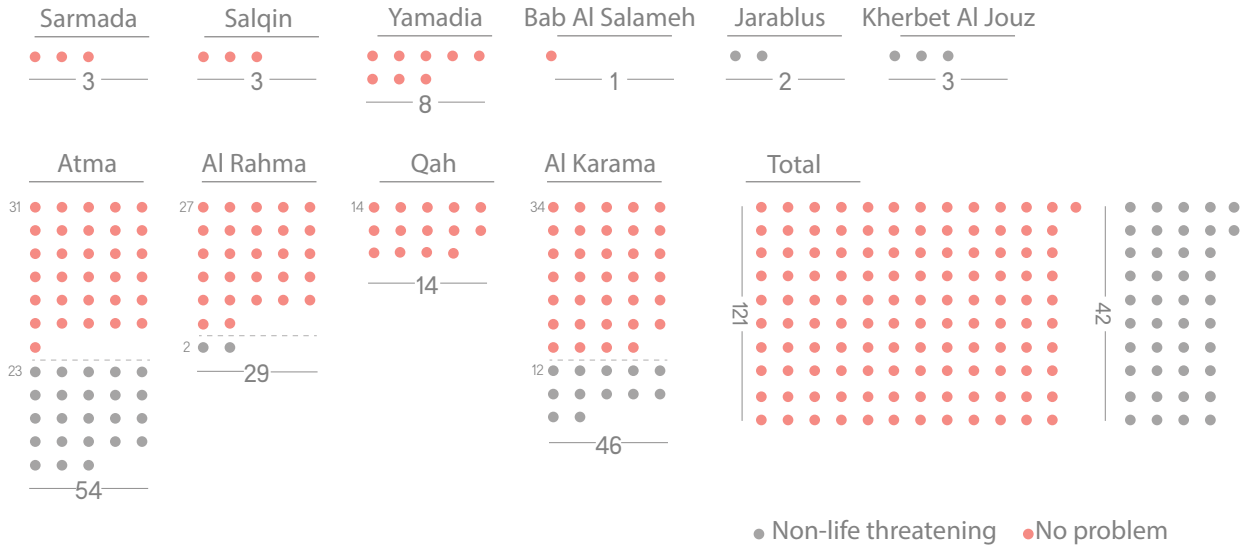 Sarmada
Salqin
Yamadia
Bab Al Salameh
Jarablus
Kherbet Al Jouz
3
3
8
1
2
3
Atma
Al Rahma
Qah
Al Karama
Total
31
27
14
34
121
42
2
23
12
14
29
46
54
Non-life threatening
No problem